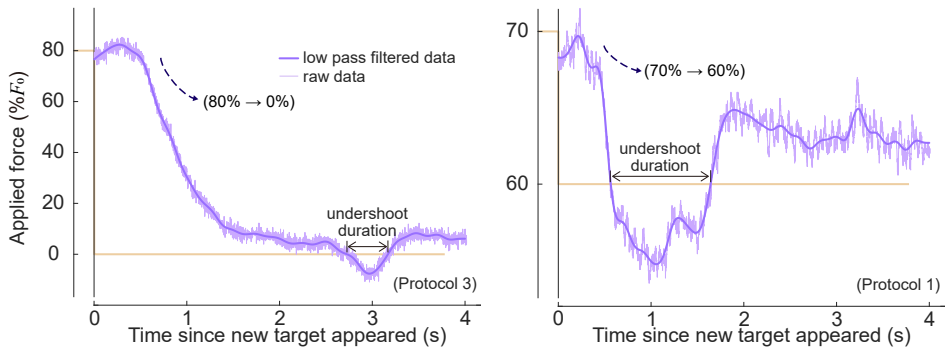 Applied force (%F₀)
80
60
40
20
0
low pass filtered data
raw data
(80% → 0%)
undershoot
duration
(Protocol 3)
0
1
2
3
4
Time since new target appeared (s)
70
60
(70% → 60%)
undershoot
duration
(Protocol 1)
0
1
2
3
4
Time since new target appeared (s)